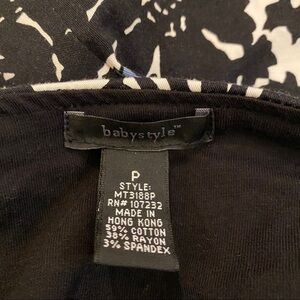 babystyle™
P
STYLE:
MT3188P
RN# 107232
MADE IN
HONG KONG
59% COTTON
38% RAYON
3% SPANDEX